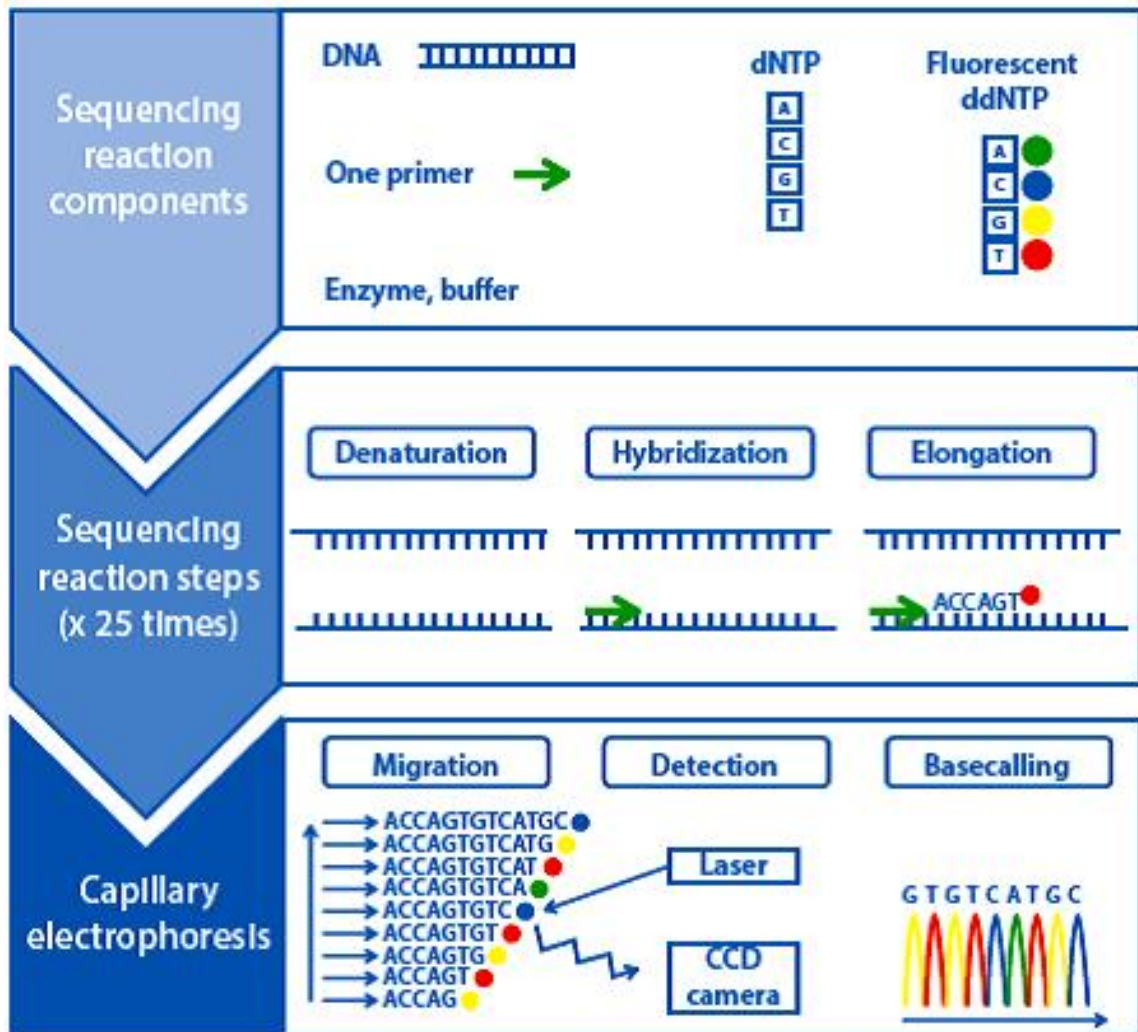 Sequencing
reaction
components
DNA
One primer
Enzyme, buffer
dNTP
A
C
G
T
Fluorescent
ddNTP
A
C
G
T
Sequencing
reaction steps
(x 25 times)
Denaturation
Hybridization
Elongation
ACCAGT
Capillary
electrophoresis
Migration
Detection
Basecalling
ACCAGTGTCATGC
ACCAGTGTCATG
ACCAGTGTCAT
ACCAGTGTCA
ACCAGTGTC
ACCAGTGT
ACCAGTG
ACCAGT
ACCAG
Laser
CCD
camera
G T G T C A T G C